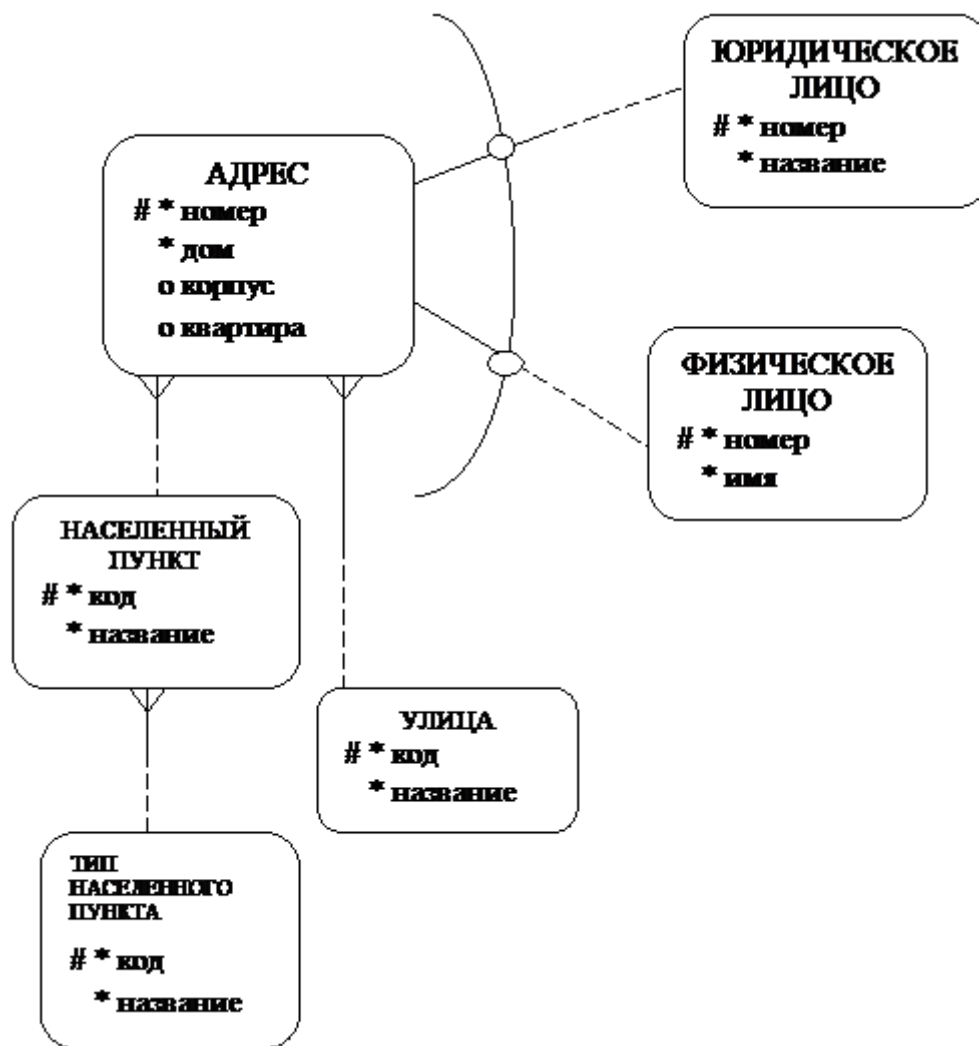 ЮРИДИЧЕСКОЕ
ЛИЦО
# * номер
* название
АДРЕС
# * номер
* дом
о корпус
о квартира
ФИЗИЧЕСКОЕ
ЛИЦО
# * номер
* имя
НАСЕЛЕННЫЙ
ПУНКТ
# * код
* название
УЛИЦА
# * код
* название
ТИП
НАСЕЛЕННОГО
ПУНКТА
# * код
* название